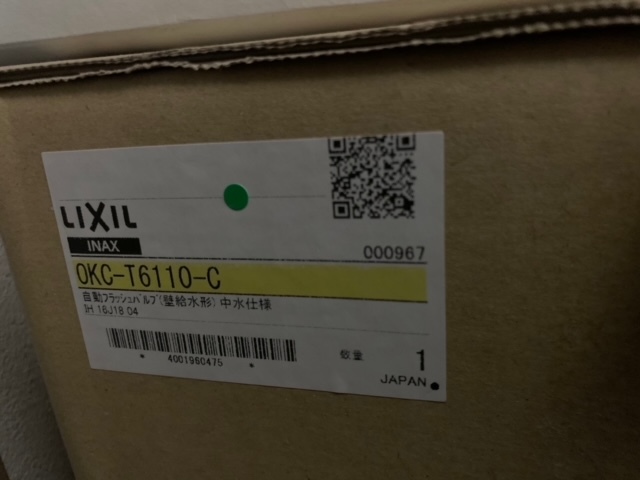 LIXIL
INAX
000967
OKC-T6110-C
自動フラッシュバルブ(壁給水形) 中水仕様
IH 16J18 04
4001960475
数量 1
JAPAN